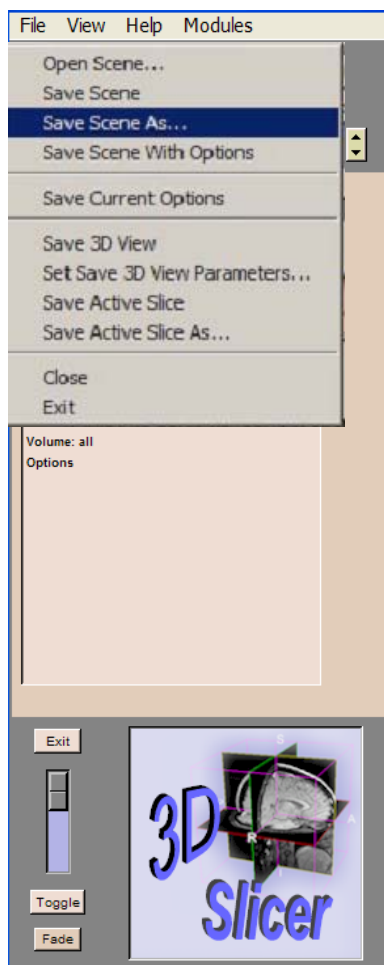 File View Help Modules
Open Scene...
Save Scene
Save Scene As...
Save Scene With Options
Save Current Options
Save 3D View
Set Save 3D View Parameters...
Save Active Slice
Save Active Slice As...
Close
Exit
Volume: all
Options
Exit
Toggle
Fade
S
A
R
I
3D
Slicer